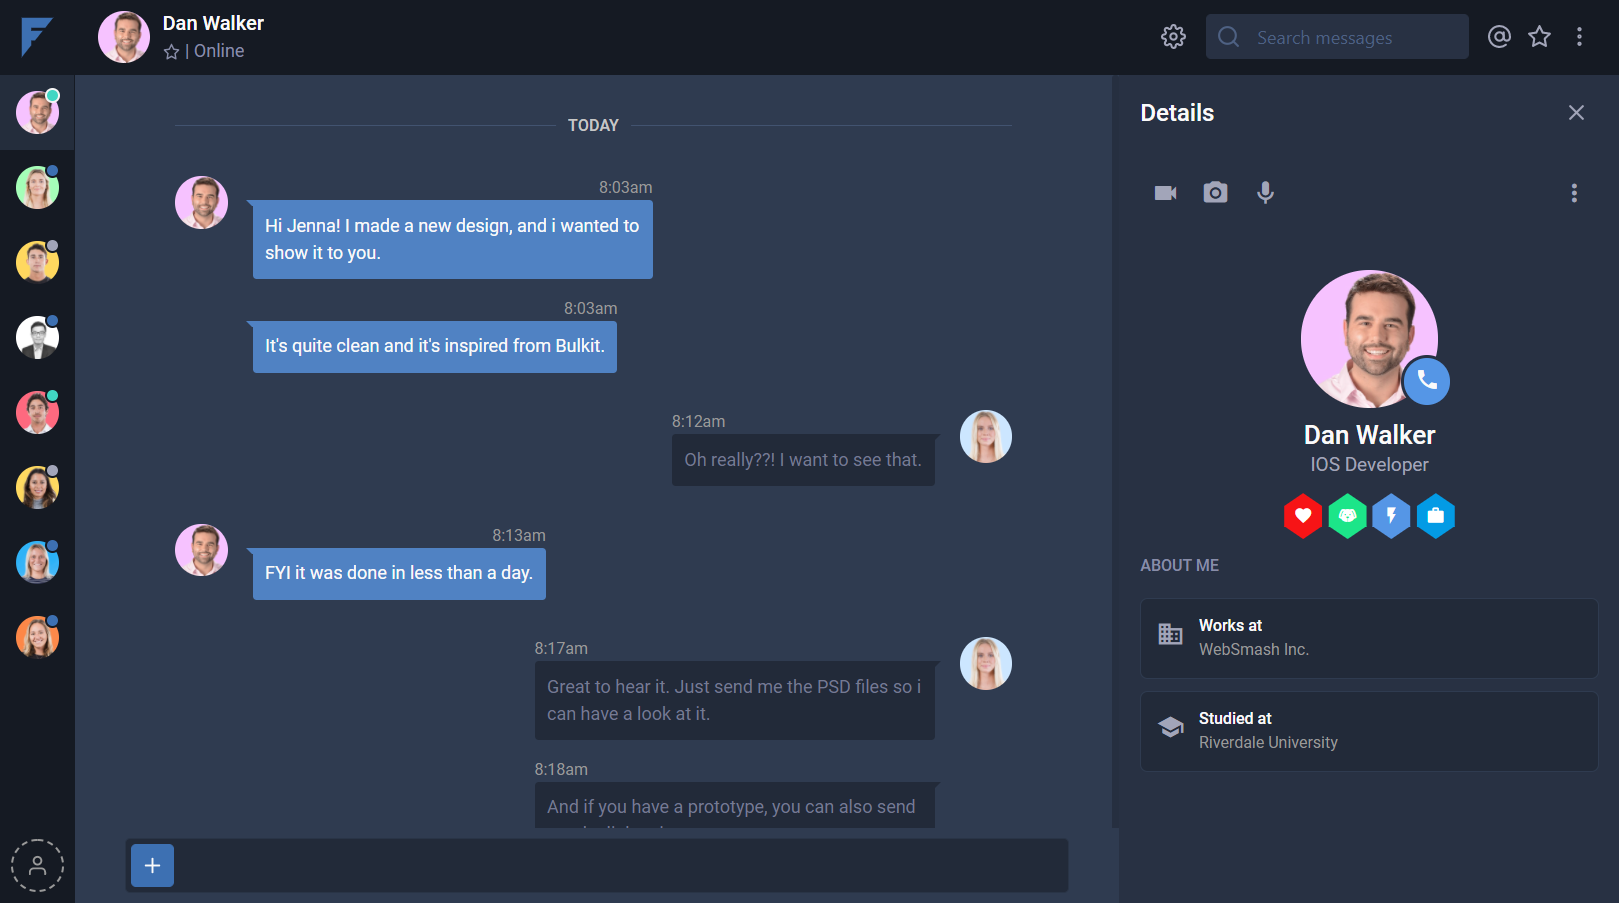 Dan Walker
| Online
Search messages
TODAY
8:03am
Hi Jenna! I made a new design, and i wanted to
show it to you.
8:03am
It's quite clean and it's inspired from Bulkit.
8:12am
Oh really??! I want to see that.
8:13am
FYI it was done in less than a day.
8:17am
Great to hear it. Just send me the PSD files so i
can have a look at it.
8:18am
And if you have a prototype, you can also send
Details
Dan Walker
IOS Developer
ABOUT ME
Works at
WebSmash Inc.
Studied at
Riverdale University